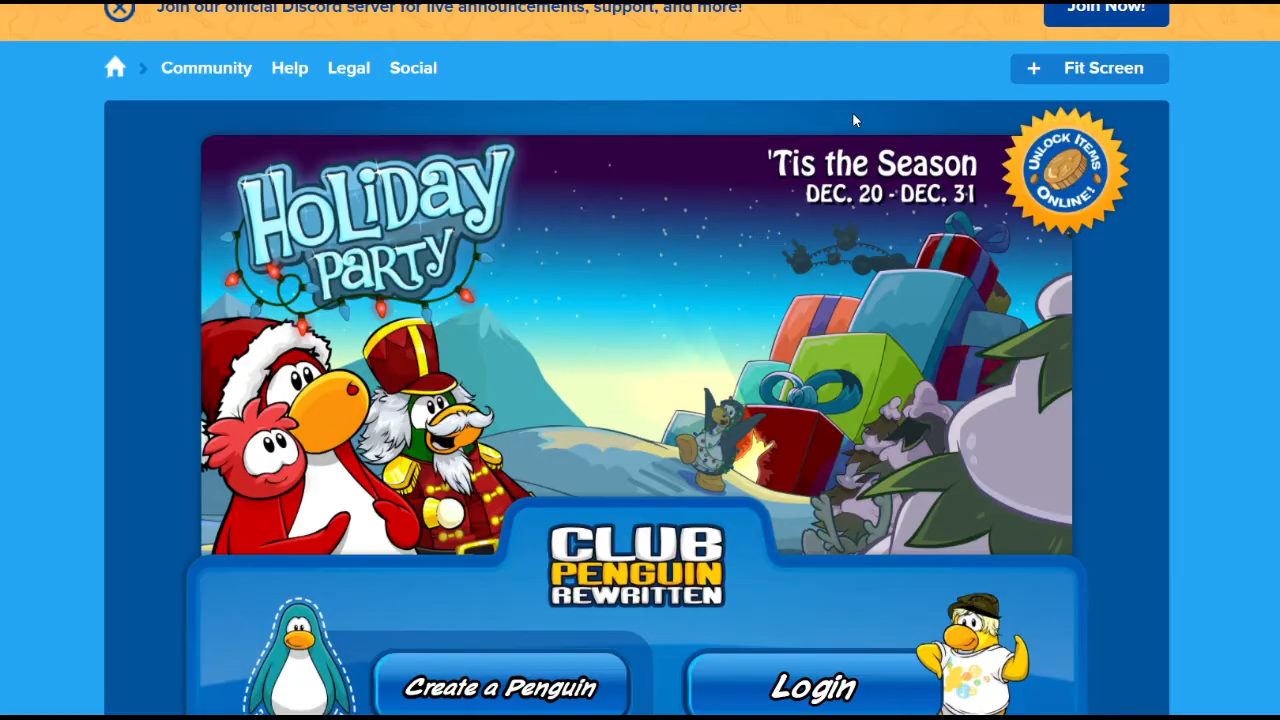 Join our official Discord server for live announcements, support, and more!
Join Now!
Community Help Legal Social
+ Fit Screen
HOLIDAY
PARTY
'Tis the Season
DEC. 20 - DEC. 31
UNLOCK ITEMS
ONLINE!
CLUB
PENGUIN
REWRITTEN
Create a Penguin
Login